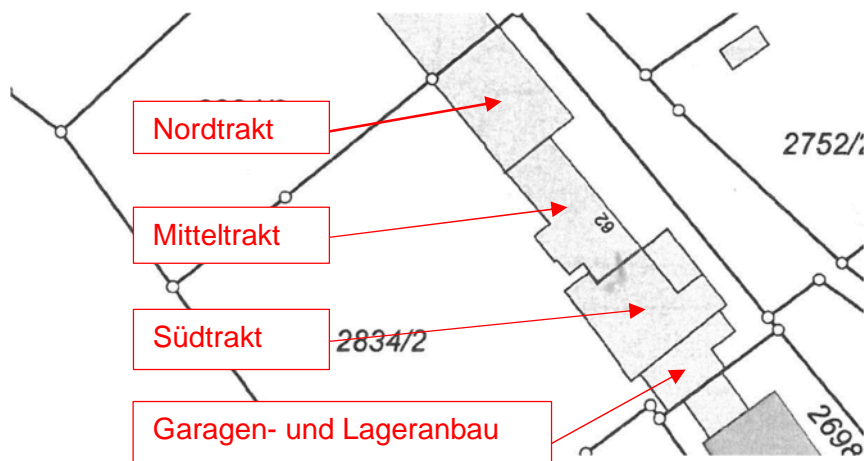 Nordtrakt
2752/2
Mitteltrakt
62
Südtrakt
2834/2
Garagen- und Lageranbau
2698